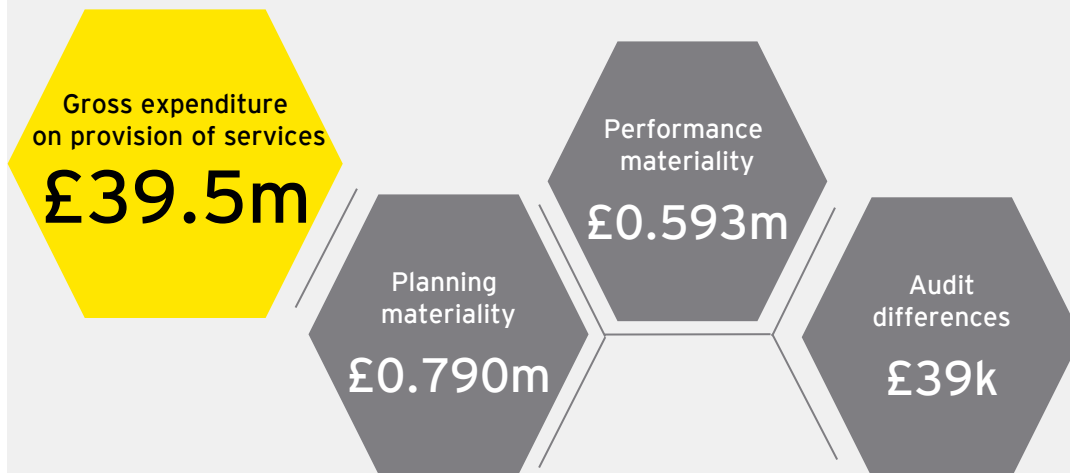 Gross expenditure
on provision of services
£39.5m
Planning
materiality
£0.790m
Performance
materiality
£0.593m
Audit
differences
£39k